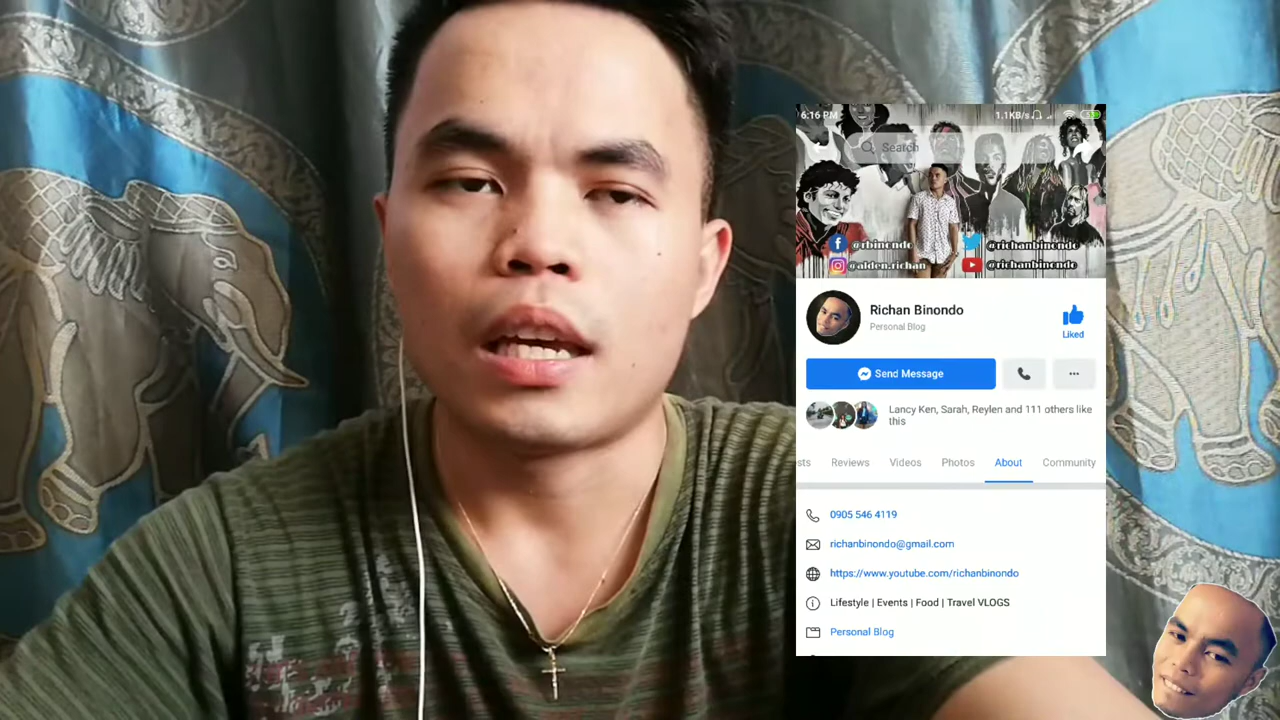 6:16 PM
1.1KB/s
Search
@rbinondo
@richanbinondo
@alden.richan
@richanbinondo
Richan Binondo
Personal Blog
Liked
Send Message
Lancy Ken, Sarah, Reylen and 111 others like
this
sts
Reviews
Videos
Photos
About
Community
0905 546 4119
richanbinondo@gmail.com
https://www.youtube.com/richanbinondo
Lifestyle | Events | Food | Travel VLOGS
Personal Blog